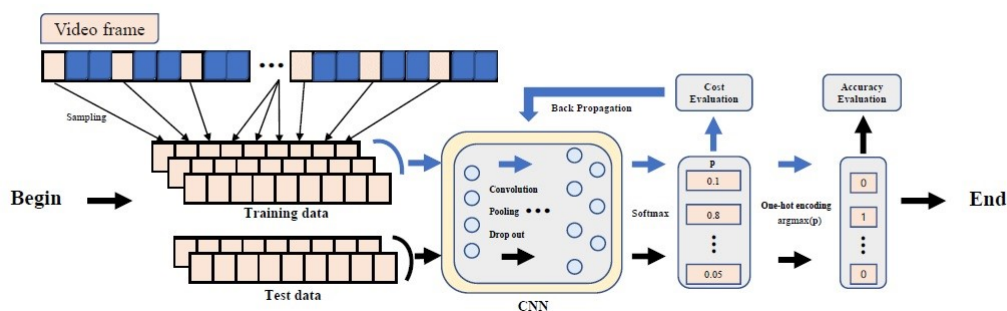 Video frame
Sampling
Begin
Training data
Test data
Back Propagation
Convolution
Pooling
Drop out
CNN
Softmax
Cost
Evaluation
P
0.1
0.8
0.05
One-hot encoding
argmax(p)
Accuracy
Evaluation
0
1
0
End